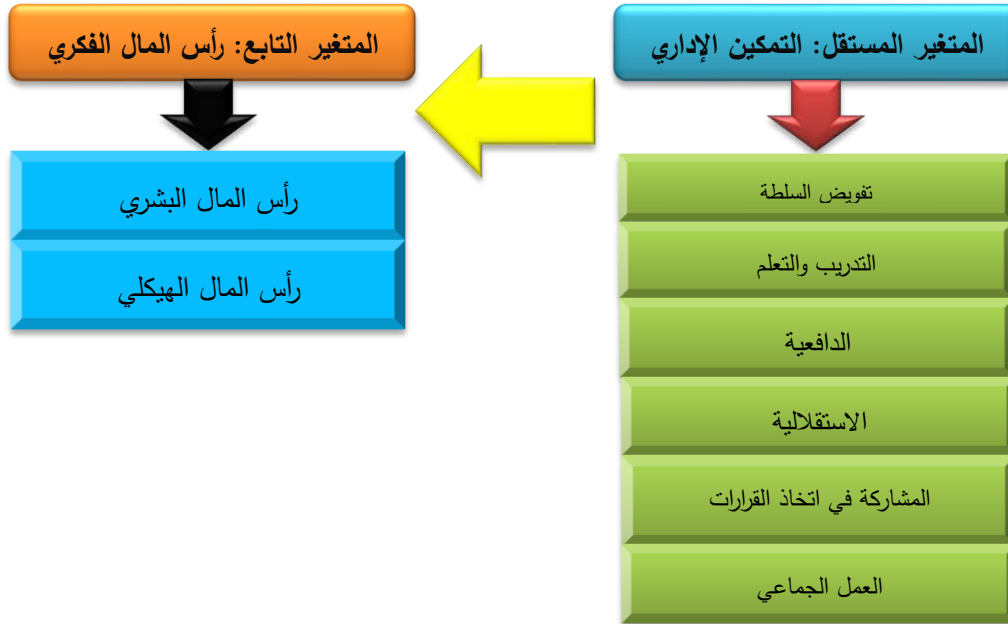 المتغير المستقل: التمكين الإداري
تفويض السلطة
التدريب والتعلم
الدافعية
الاستقلالية
المشاركة في اتخاذ القرارات
العمل الجماعي
المتغير التابع: رأس المال الفكري
رأس المال البشري
رأس المال الهيكلي